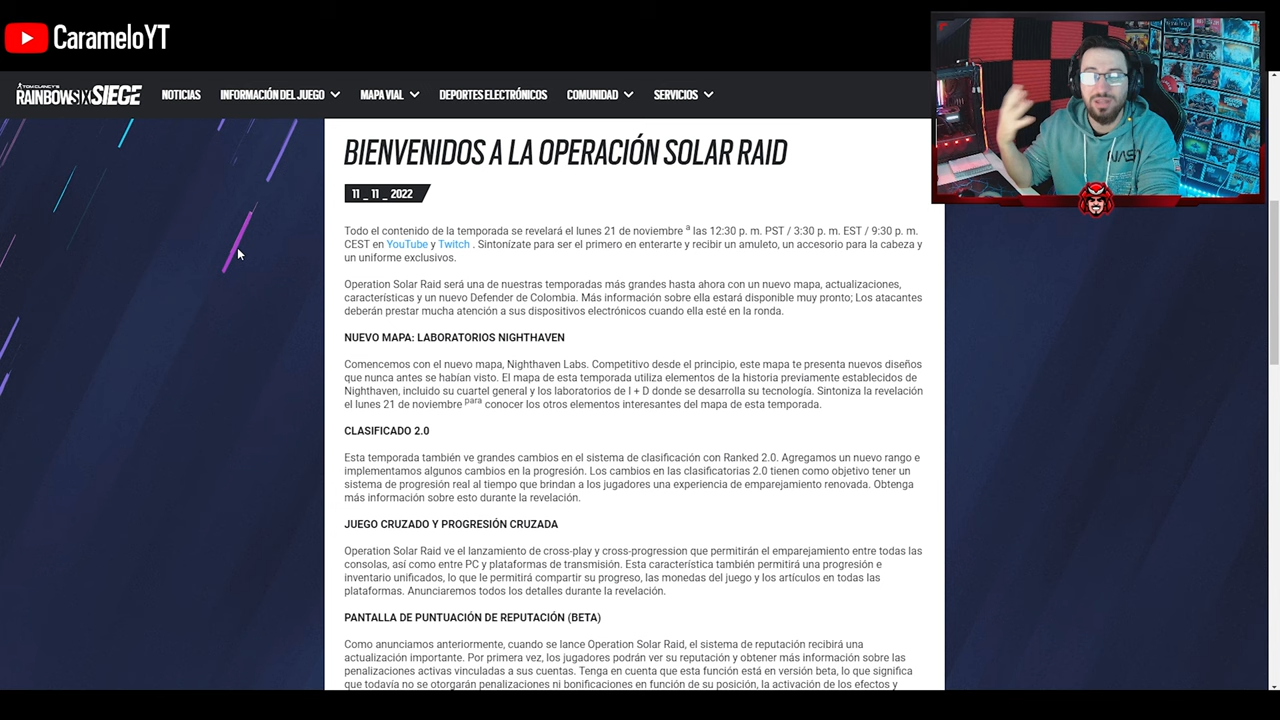 CarameloYT
TOM CLANCY'S
RAINBOWSIX SIEGE
NOTICIAS
INFORMACIÓN DEL JUEGO
MAPA VIAL
DEPORTES ELECTRÓNICOS
COMUNIDAD
SERVICIOS
BIENVENIDOS A LA OPERACIÓN SOLAR RAID
11 _ 11 _ 2022
Todo el contenido de la temporada se revelará el lunes 21 de noviembre a las 12:30 p. m. PST / 3:30 p. m. EST / 9:30 p. m.
CEST en YouTube y Twitch . Sintonízate para ser el primero en enterarte y recibir un amuleto, un accesorio para la cabeza y
un uniforme exclusivos.
Operation Solar Raid será una de nuestras temporadas más grandes hasta ahora con un nuevo mapa, actualizaciones,
características y un nuevo Defender de Colombia. Más información sobre ella estará disponible muy pronto; Los atacantes
deberán prestar mucha atención a sus dispositivos electrónicos cuando ella esté en la ronda.
NUEVO MAPA: LABORATORIOS NIGHTHAVEN
Comencemos con el nuevo mapa, Nighthaven Labs. Competitivo desde el principio, este mapa te presenta nuevos diseños
que nunca antes se habían visto. El mapa de esta temporada utiliza elementos de la historia previamente establecidos de
Nighthaven, incluido su cuartel general y los laboratorios de I + D donde se desarrolla su tecnología. Sintoniza la revelación
el lunes 21 de noviembre para conocer los otros elementos interesantes del mapa de esta temporada.
CLASIFICADO 2.0
Esta temporada también ve grandes cambios en el sistema de clasificación con Ranked 2.0. Agregamos un nuevo rango e
implementamos algunos cambios en la progresión. Los cambios en las clasificatorias 2.0 tienen como objetivo tener un
sistema de progresión real al tiempo que brindan a los jugadores una experiencia de emparejamiento renovada. Obtenga
más información sobre esto durante la revelación.
JUEGO CRUZADO Y PROGRESIÓN CRUZADA
Operation Solar Raid ve el lanzamiento de cross-play y cross-progression que permitirán el emparejamiento entre todas las
consolas, así como entre PC y plataformas de transmisión. Esta característica también permitirá una progresión e
inventario unificados, lo que le permitirá compartir su progreso, las monedas del juego y los artículos en todas las
plataformas. Anunciaremos todos los detalles durante la revelación.
PANTALLA DE PUNTUACIÓN DE REPUTACIÓN (BETA)
Como anunciamos anteriormente, cuando se lance Operation Solar Raid, el sistema de reputación recibirá una
actualización importante. Por primera vez, los jugadores podrán ver su reputación y obtener más información sobre las
penalizaciones activas vinculadas a sus cuentas. Tenga en cuenta que esta función está en versión beta, lo que significa
que todavía no se otorgarán penalizaciones ni bonificaciones en función de su posición, la activación de los efectos y